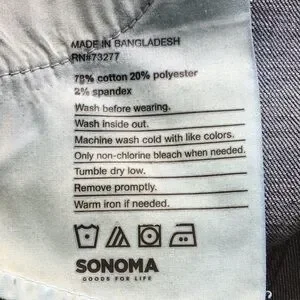 MADE IN BANGLADESH
RN#73277
78% cotton 20% polyester
2% spandex
Wash before wearing.
Wash inside out.
Machine wash cold with like colors.
Only non-chlorine bleach when needed.
Tumble dry low.
Remove promptly.
Warm iron if needed.
SONOMA
GOODS FOR LIFE